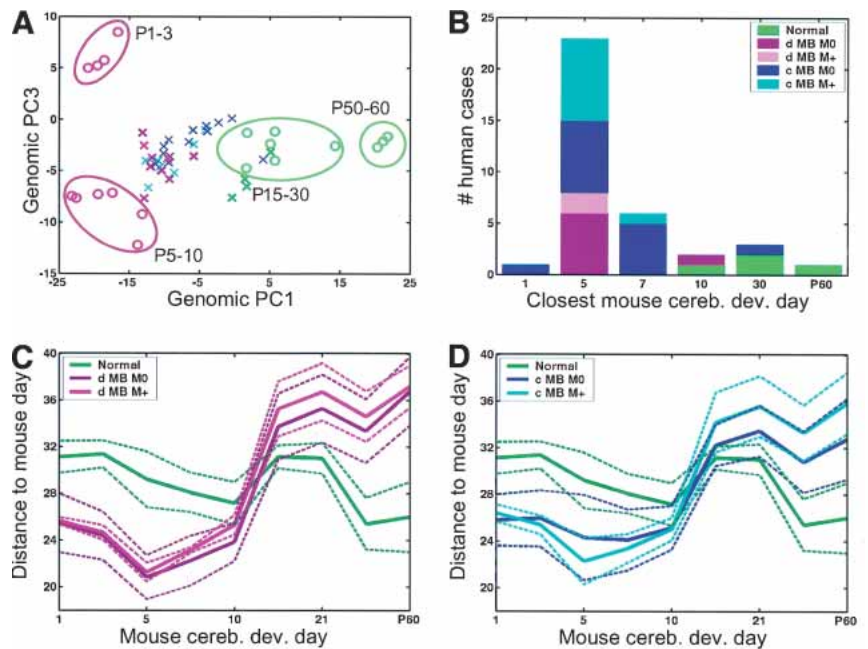 A
P1-3
P50-60
P15-30
P5-10
Genomic PC3
10
5
0
-5
-10
-15
-25
-15
-5
5
15
25
Genomic PC1
B
Normal
d MB M0
d MB M+
c MB M0
c MB M+
# human cases
25
20
15
10
5
0
1
5
7
10
30
P60
Closest mouse cereb. dev. day
C
Normal
d MB M0
d MB M+
Distance to mouse day
40
36
32
28
24
20
1
5
10
21
P60
Mouse cereb. dev. day
D
Normal
c MB M0
c MB M+
Distance to mouse day
40
36
32
28
24
20
1
5
10
21
P60
Mouse cereb. dev. day